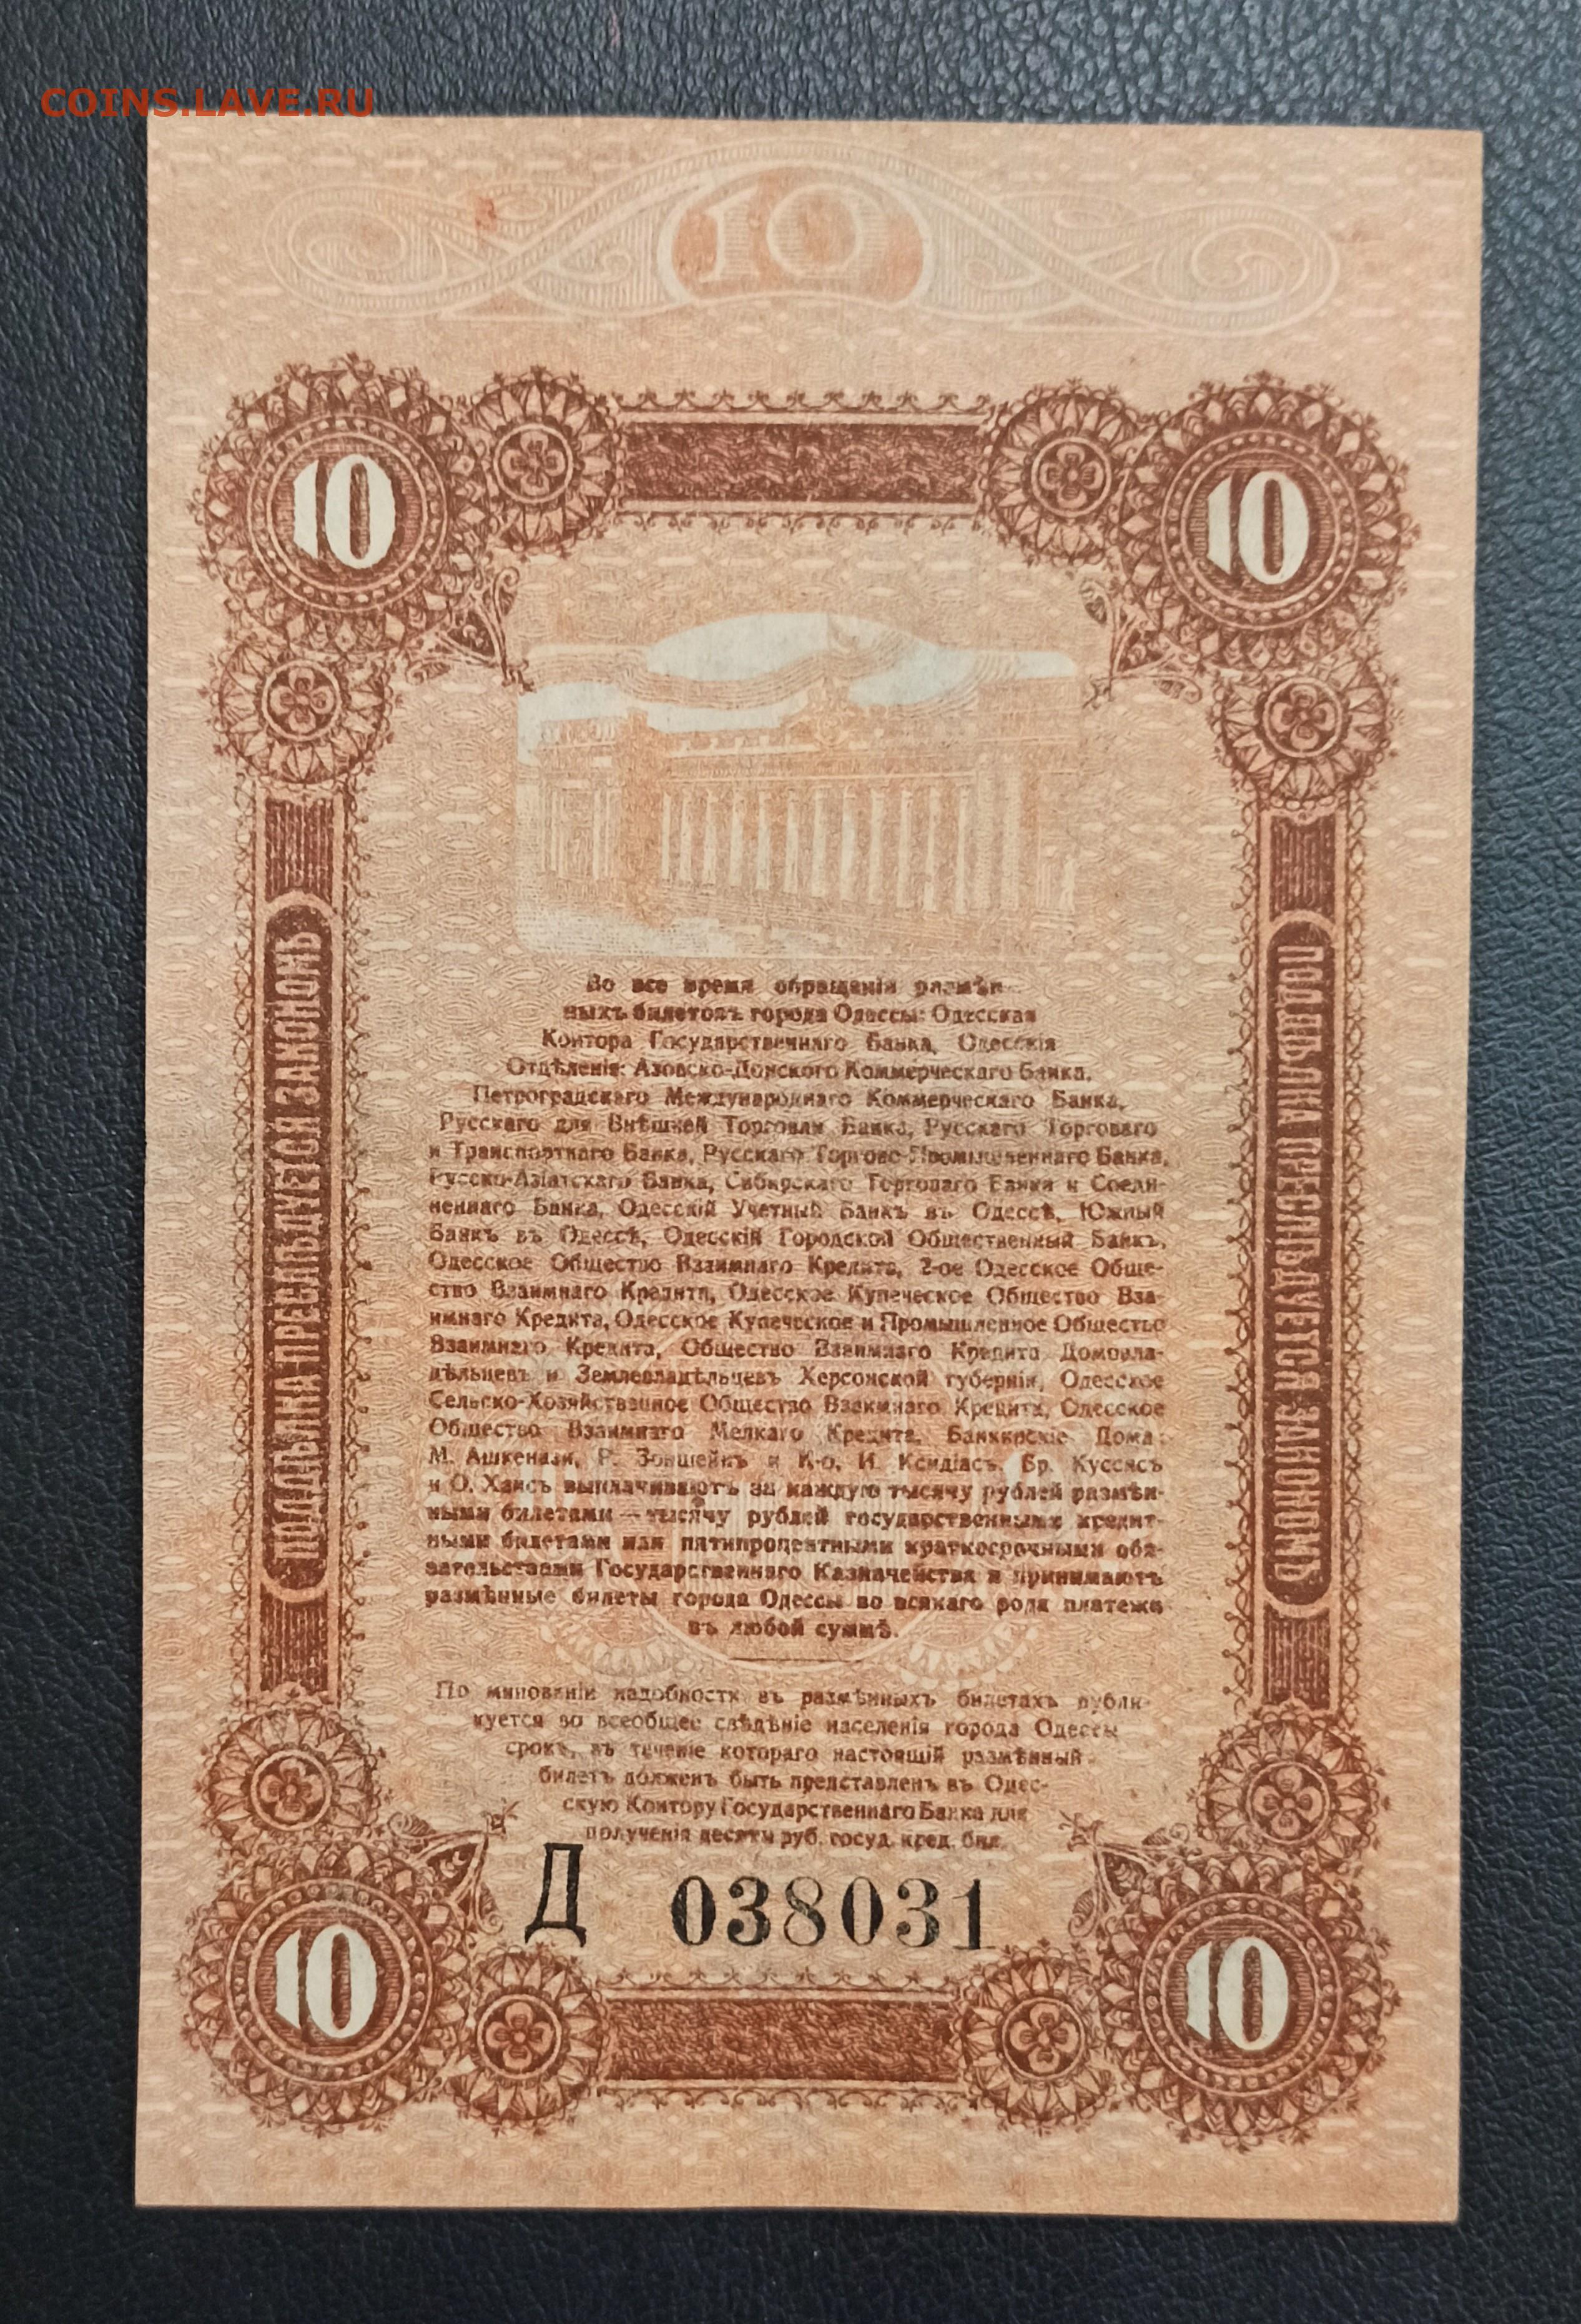 COINS.LAVE.RU
10
10
10
ПОДДѢЛКА ПРЕСЛѢДУЕТСЯ ЗАКОНОМЪ
ПОДДѢЛКА ПРЕСЛѢДУЕТСЯ ЗАКОНОМЪ
Во все время обращенія размѣн-
ныхъ билетовъ города Одессы: Одесская
Контора Государственнаго Банка, Одесскія
Отдѣленія: Азовско-Донского Коммерческаго Банка,
Петроградскаго Международнаго Коммерческаго Банка,
Русскаго для Внѣшней Торговли Банка, Русскаго Торговаго
и Транспортнаго Банка, Русскаго Торгово-Промышленнаго Банка,
Русско-Азіатскаго Банка, Сибирскаго Торговаго Банка и Соеди-
неннаго Банка, Одесскій Учетный Банкъ въ Одессѣ, Южный
Банкъ въ Одессѣ, Одесскій Городской Общественный Банкъ,
Одесское Общество Взаимнаго Кредита, 2-ое Одесское Обще-
ство Взаимнаго Кредита, Одесское Купеческое Общество Вза-
имнаго Кредита, Одесское Купеческое и Промышленное Общество
Взаимнаго Кредита, Общество Взаимнаго Кредита Домовла-
дѣльцевъ и Землевладѣльцевъ Херсонской губерніи, Одесское
Сельско-Хозяйственное Общество Взаимнаго Кредита, Одесское
Общество Взаимнаго Мелкаго Кредита, Банкирскіе Дома:
М. Ашкенази, Р. Зонштейнъ и К-о, И. Ксидіасъ, Бр. Куссисъ
и О. Хаисъ выплачиваютъ за каждую тысячу рублей размѣн-
ными билетами — тысячу рублей государственными кредит-
ными билетами или пятипроцентными краткосрочными обя-
зательствами Государственнаго Казначейства и принимаютъ
размѣнные билеты города Одессы во всякаго рода платежи
въ любой суммѣ.
По минованіи надобности въ размѣнныхъ билетахъ публи-
куется во всеобщее свѣдѣніе населенія города Одессы
срокъ, въ теченіе котораго настоящій размѣнный
билетъ долженъ быть представленъ въ Одес-
скую Контору Государственнаго Банка для
полученія десяти руб. госуд. кред. бил.
Д 038031
10
10